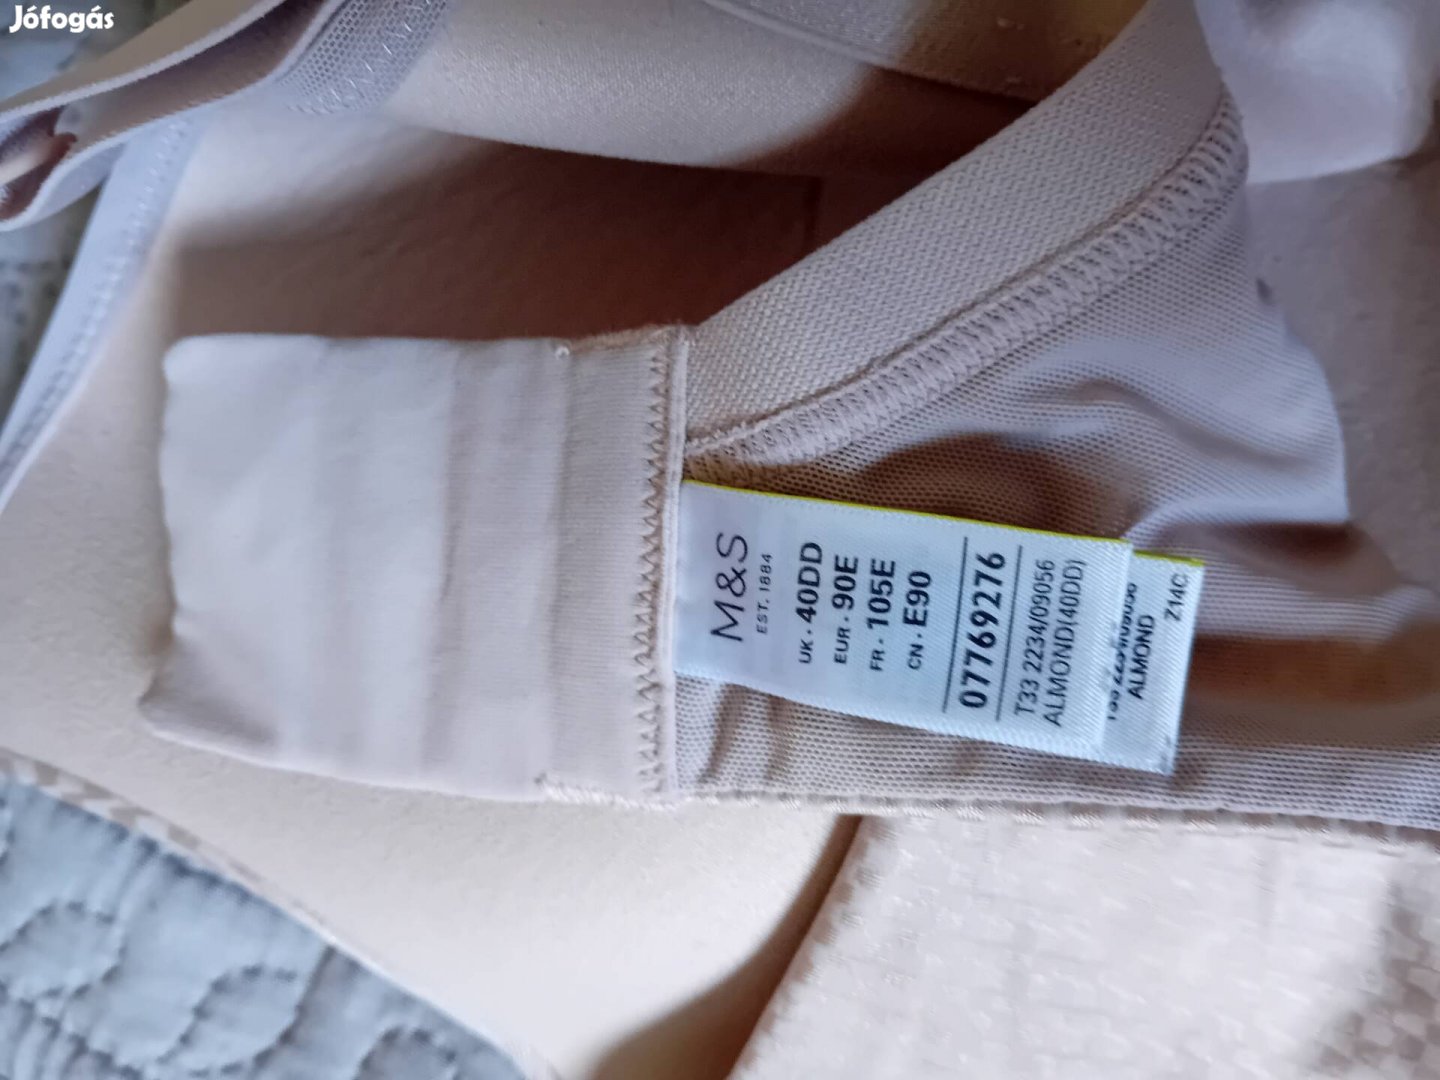 Jófogás
M&S
EST. 1884
UK - 40DD
EUR - 90E
FR - 105E
CN - E90
07769276
T33 2234/09056
ALMOND(40DD)
ALMOND
Z14C